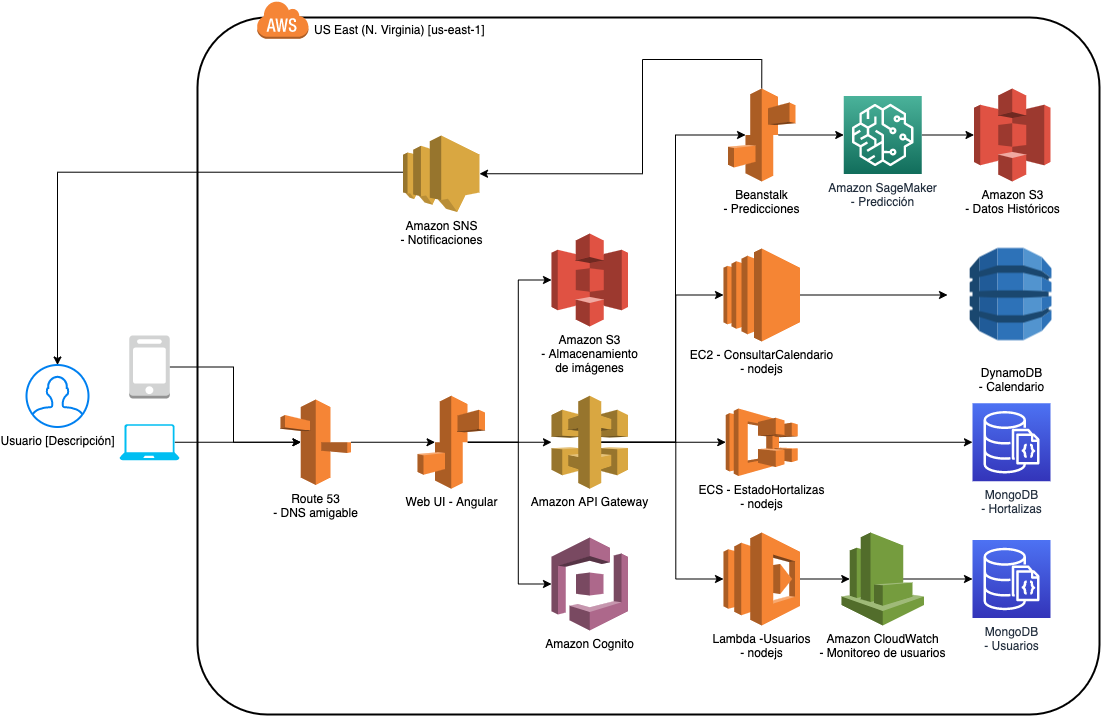 AWS
US East (N. Virginia) [us-east-1]
Beanstalk
- Predicciones
Amazon SageMaker
- Predicción
Amazon S3
- Datos Históricos
Amazon SNS
- Notificaciones
Amazon S3
- Almacenamiento
de imágenes
EC2 - ConsultarCalendario
- nodejs
DynamoDB
- Calendario
Usuario [Descripción]
Route 53
- DNS amigable
Web UI - Angular
Amazon API Gateway
ECS - EstadoHortalizas
- nodejs
MongoDB
- Hortalizas
Amazon Cognito
Lambda -Usuarios
- nodejs
Amazon CloudWatch
- Monitoreo de usuarios
MongoDB
- Usuarios